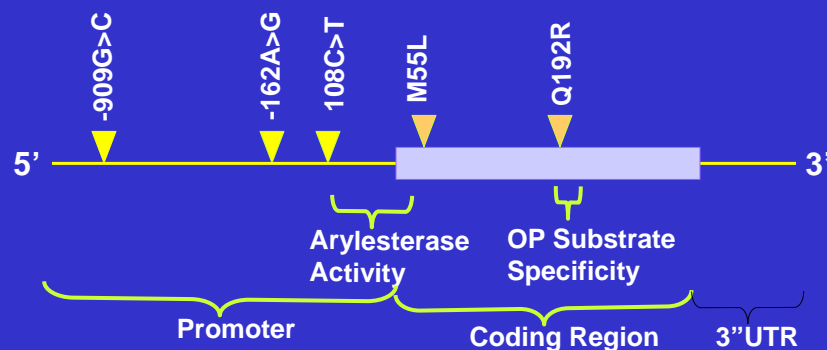 -909G>C
-162A>G
108C>T
M55L
Q192R
5’
3’
Arylesterase
Activity
OP Substrate
Specificity
Promoter
Coding Region
3”UTR